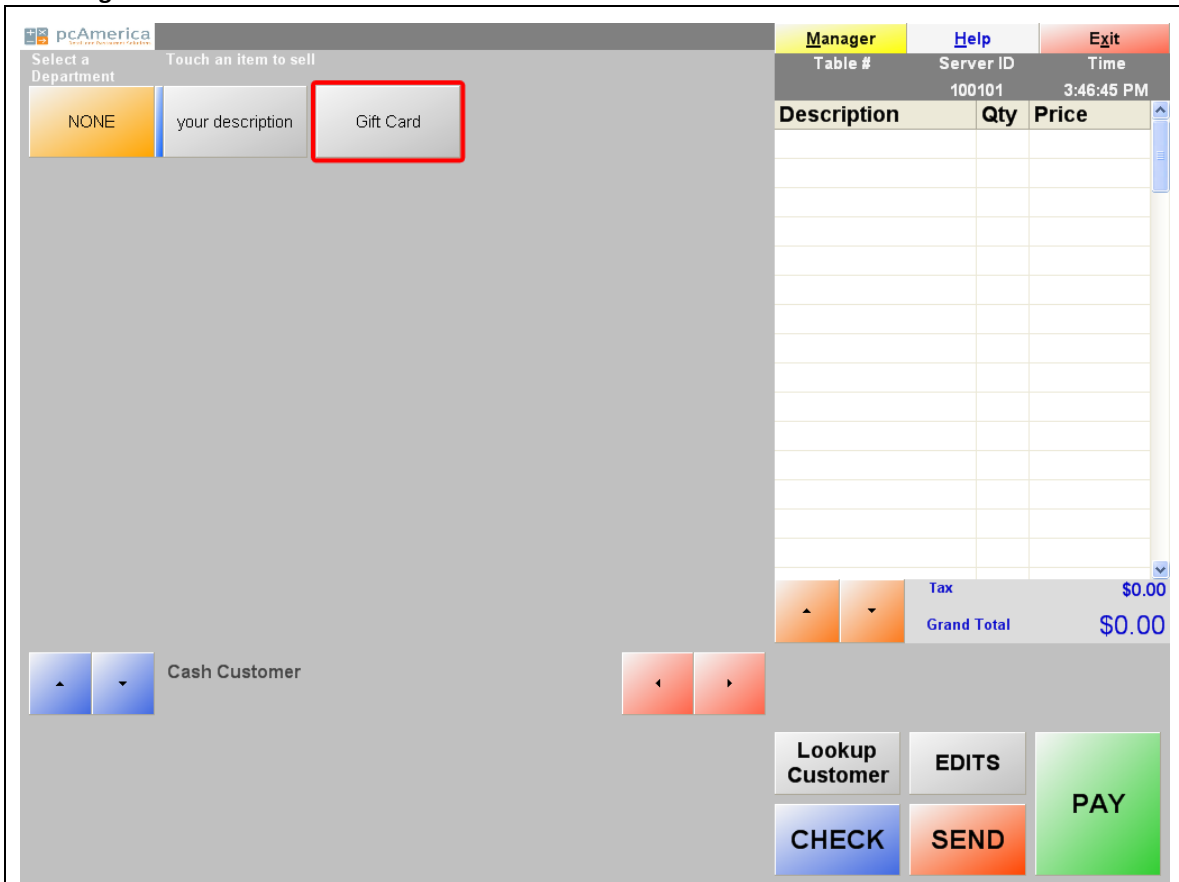 pcAmerica
Manager
Help
Exit
Select a
Department
Touch an item to sell
Table #
Server ID
Time
100101
3:46:45 PM
NONE
your description
Gift Card
Description
Qty
Price
Tax
$0.00
Grand Total
$0.00
Cash Customer
Lookup
Customer
EDITS
PAY
CHECK
SEND